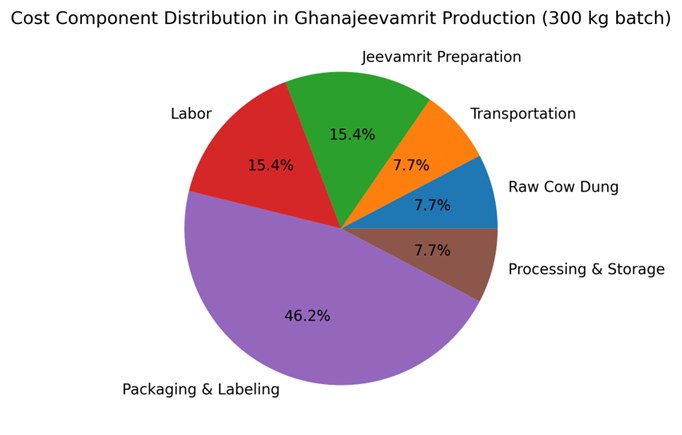 Cost Component Distribution in Ghanajeevamrit Production (300 kg batch)
Jeevamrit Preparation
Labor
Transportation
15.4%
15.4%
7.7%
Raw Cow Dung
7.7%
7.7%
Processing & Storage
46.2%
Packaging & Labeling